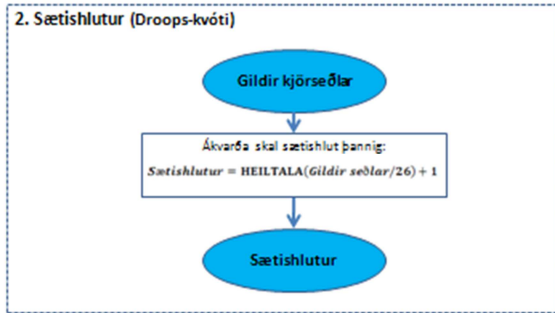 2. Sætishlutur (Droops-kvóti)
Gildir kjörseðlar
Ákvarða skal sætishlut þannig:
Sætishlutur = HEILTALA(Gildir seðlar/26) + 1
Sætishlutur